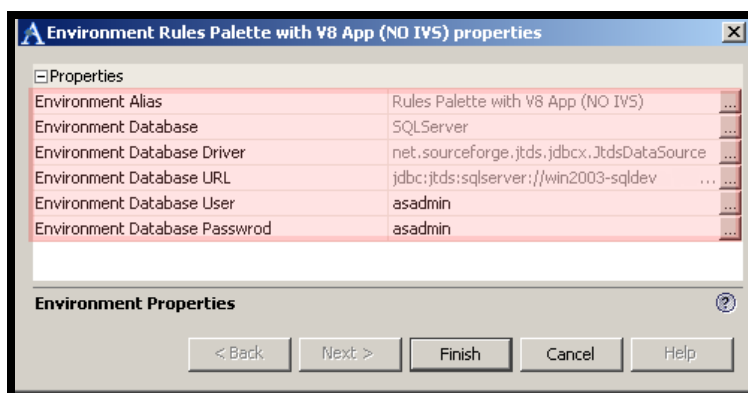 Environment Rules Palette with V8 App (NO IVS) properties
Properties
Environment Alias Rules Palette with V8 App (NO IVS) ...
Environment Database SQLServer ...
Environment Database Driver net.sourceforge.jtds.jdbcx.JtdsDataSource ...
Environment Database URL jdbc:jtds:sqlserver://win2003-sqldev ... ...
Environment Database User asadmin ...
Environment Database Passwrod asadmin ...
Environment Properties ?
< Back Next > Finish Cancel Help